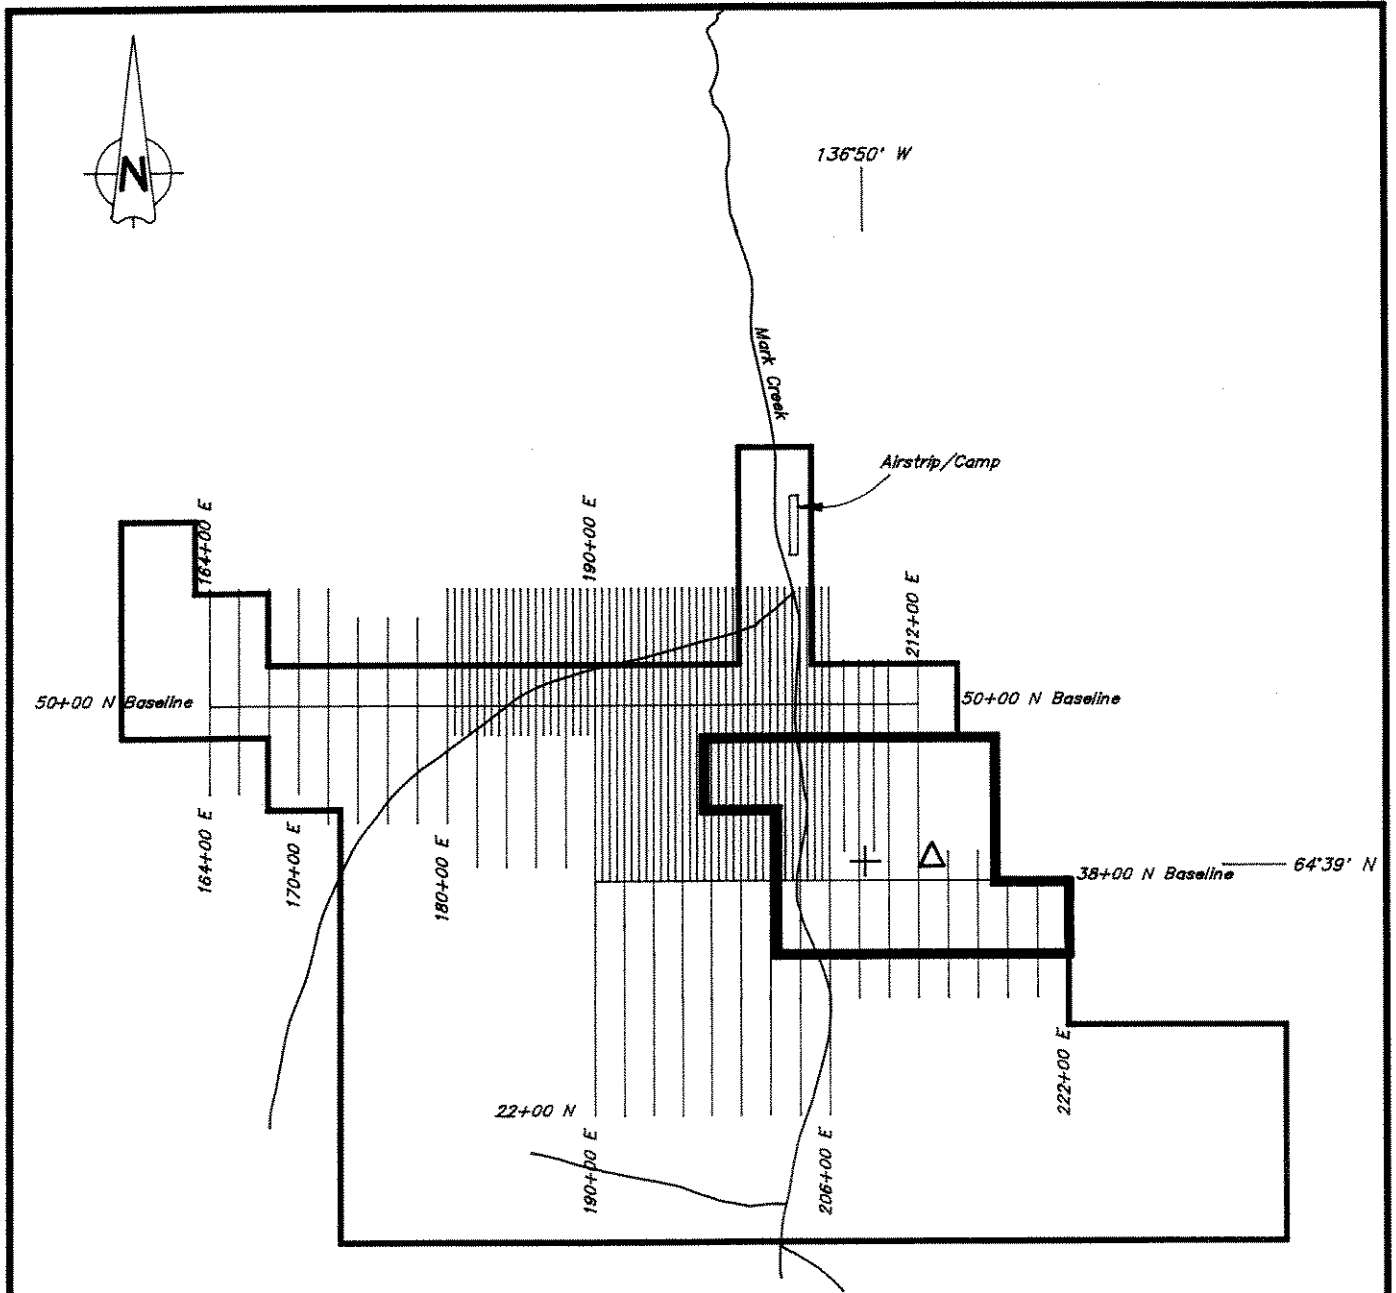 N
136°50' W
Mark Creek
Airstrip/Camp
164+00 E
190+00 E
212+00 E
50+00 N Baseline
50+00 N Baseline
164+00 E
170+00 E
180+00 E
38+00 N Baseline
64°39' N
22+00 N
190+00 E
206+00 E
222+00 E